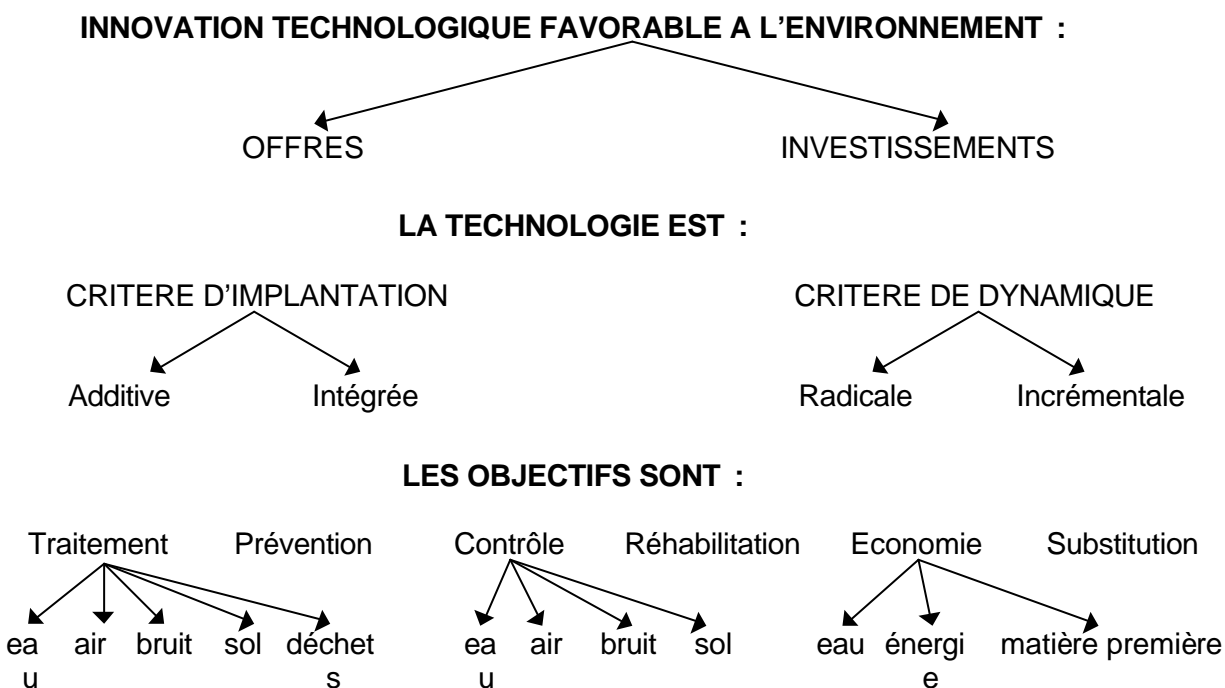 INNOVATION TECHNOLOGIQUE FAVORABLE A L’ENVIRONNEMENT :
OFFRES INVESTISSEMENTS
LA TECHNOLOGIE EST :
CRITERE D’IMPLANTATION CRITERE DE DYNAMIQUE
Additive Intégrée Radicale Incrémentale
LES OBJECTIFS SONT :
Traitement Prévention Contrôle Réhabilitation Economie Substitution
ea air bruit sol déchet ea air bruit sol eau énergi matière première
u s u e